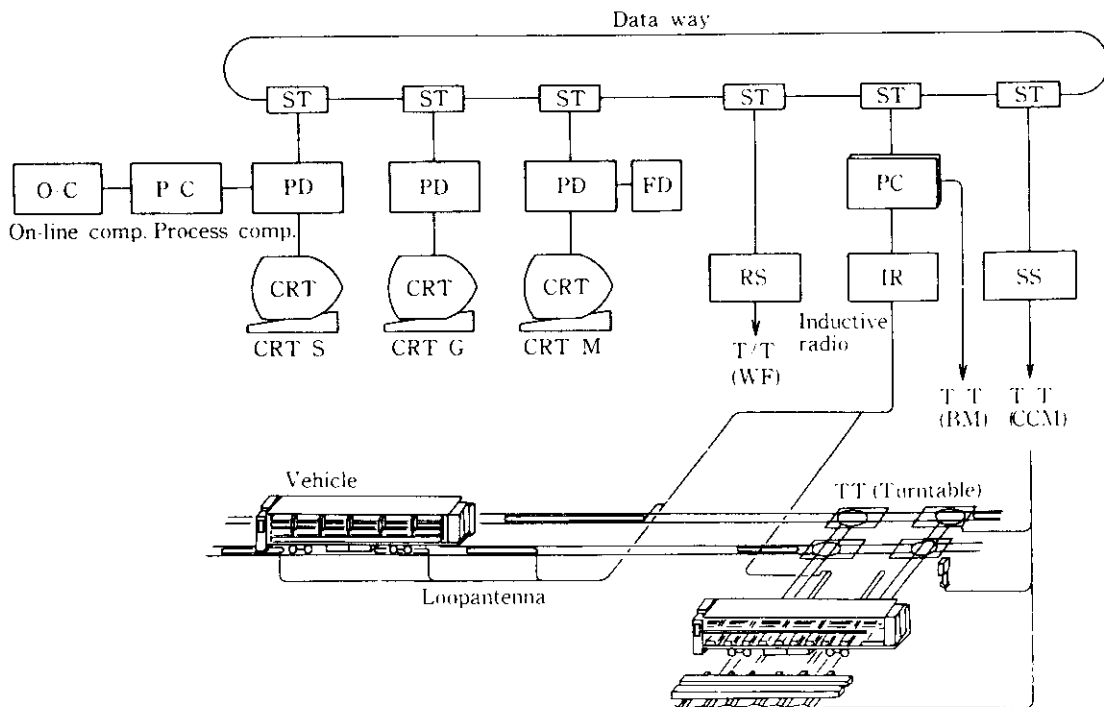 Data way
ST ST ST ST ST ST
O-C P-C PD PD PD FD PC
On-line comp. Process comp.
CRT CRT CRT RS IR SS
CRT S CRT G CRT M
Inductive
radio
T/T
(WF)
T T
(BM)
T T
(CCM)
Vehicle
TT (Turntable)
Loopantenna